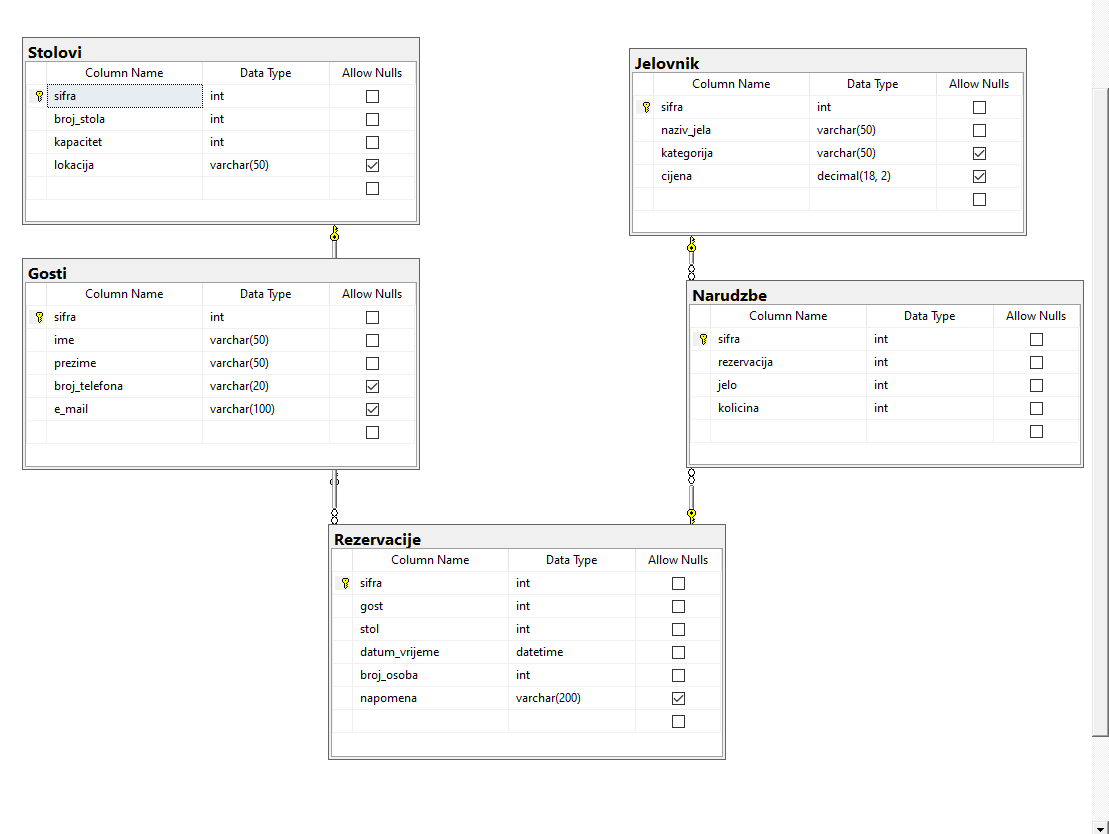 Stolovi
Column Name Data Type Allow Nulls
sifra int
broj_stola int
kapacitet int
lokacija varchar(50)
Jelovnik
Column Name Data Type Allow Nulls
sifra int
naziv_jela varchar(50)
kategorija varchar(50)
cijena decimal(18, 2)
Gosti
Column Name Data Type Allow Nulls
sifra int
ime varchar(50)
prezime varchar(50)
broj_telefona varchar(20)
e_mail varchar(100)
Narudzbe
Column Name Data Type Allow Nulls
sifra int
rezervacija int
jelo int
kolicina int
Rezervacije
Column Name Data Type Allow Nulls
sifra int
gost int
stol int
datum_vrijeme datetime
broj_osoba int
napomena varchar(200)